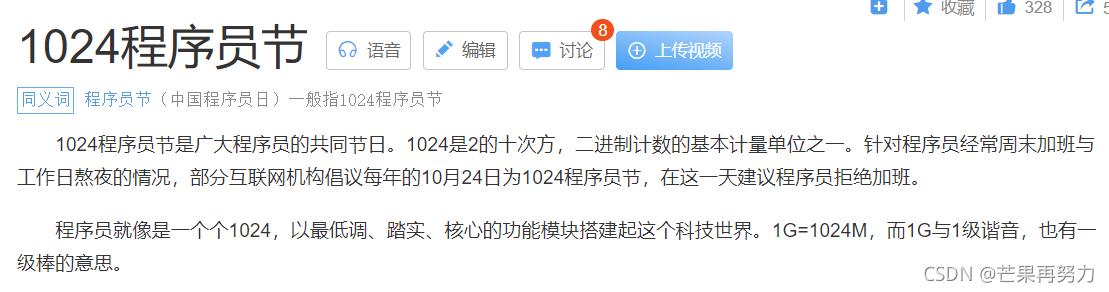 收藏 328 5
1024程序员节 语音 编辑 讨论 8 上传视频
同义词 程序员节（中国程序员日）一般指1024程序员节
1024程序员节是广大程序员的共同节日。1024是2的十次方，二进制计数的基本计量单位之一。针对程序员经常周末加班与
工作日熬夜的情况，部分互联网机构倡议每年的10月24日为1024程序员节，在这一天建议程序员拒绝加班。
程序员就像是一个个1024，以最低调、踏实、核心的功能模块搭建起这个科技世界。1G=1024M，而1G与1级谐音，也有一
级棒的意思。
CSDN @芒果再努力